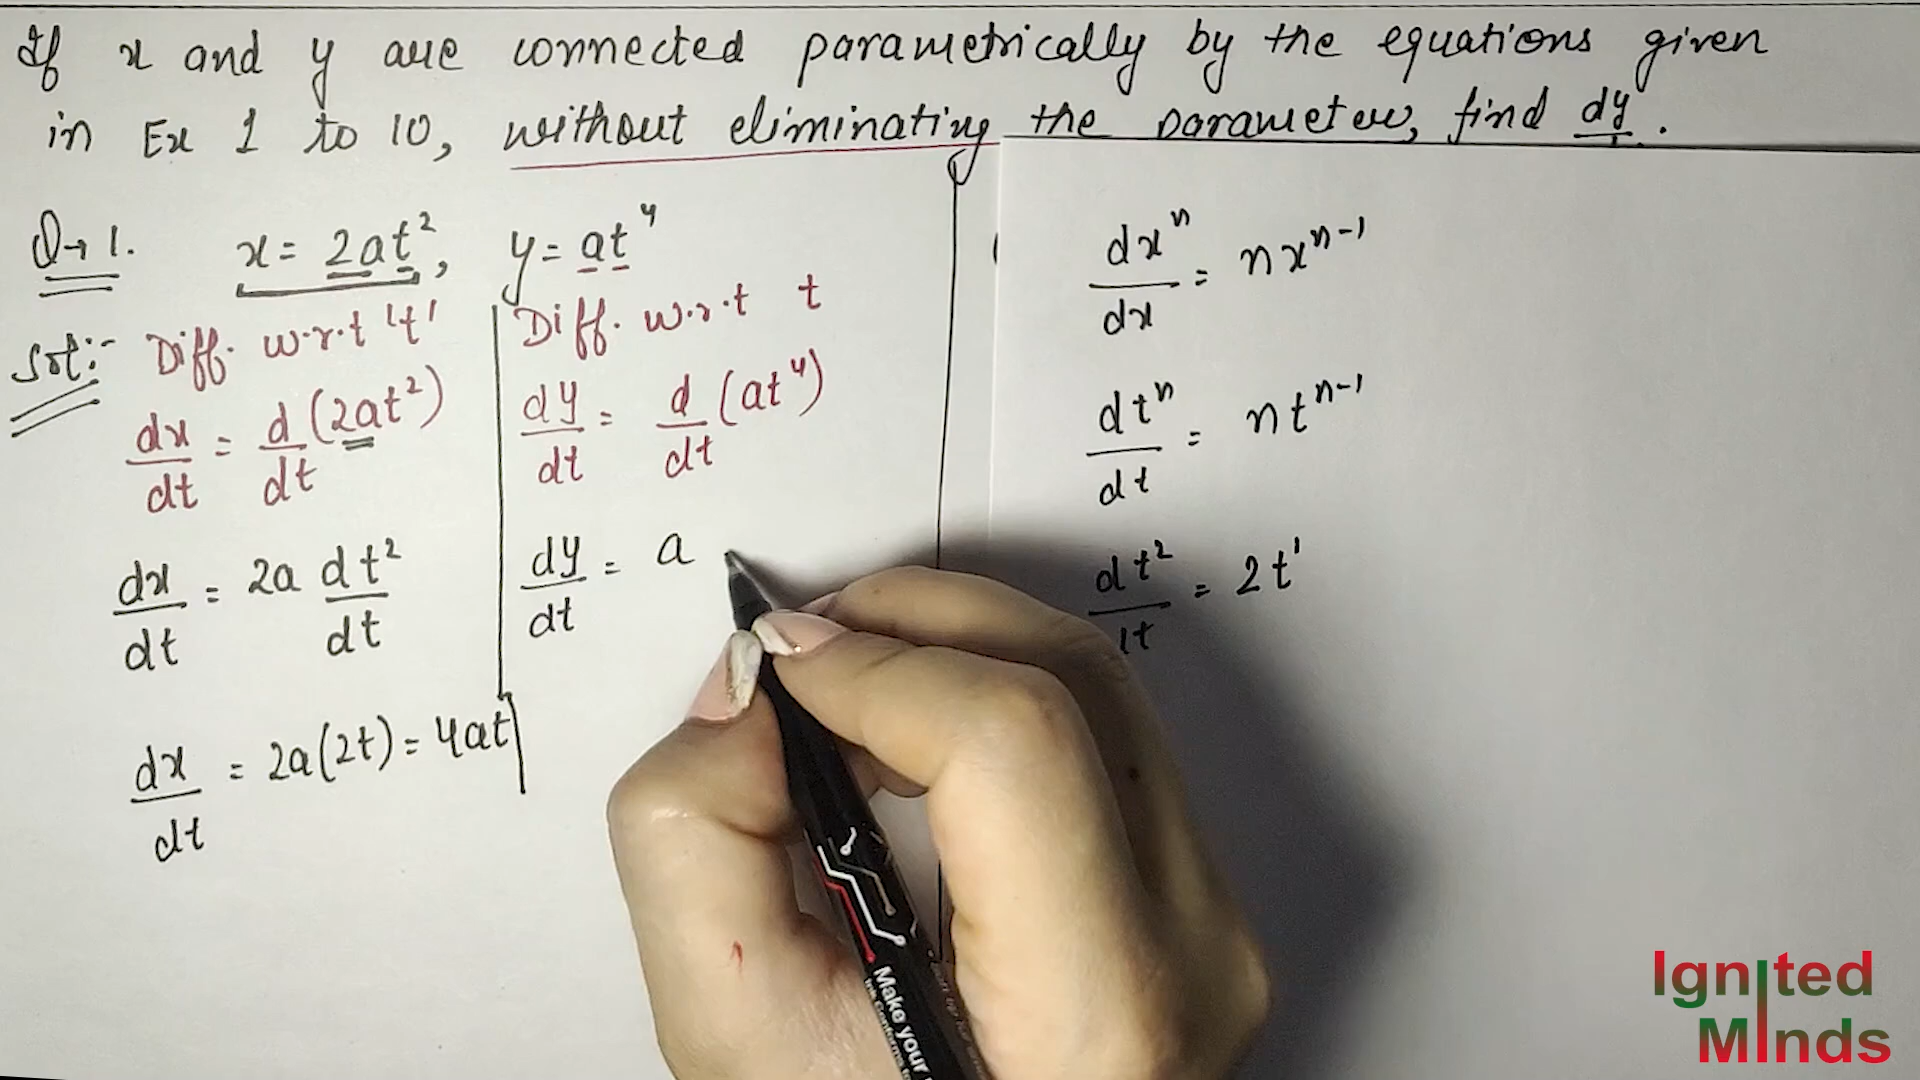 If x and y are connected parametrically by the equations given
in Ex 1 to 10, without eliminating the parameter, find dy
Q→1. x = 2at², y = at⁴
Sol:- Diff. w.r.t 't'
dx/dt = d/dt (2at²)
dx/dt = 2a dt²/dt
dx/dt = 2a(2t) = 4at
Diff. w.r.t t
dy/dt = d/dt (at⁴)
dy/dt = a
dxⁿ/dx = nxⁿ⁻¹
dtⁿ/dt = ntⁿ⁻¹
dt²/dt = 2t¹
Make your
Ignited
Minds